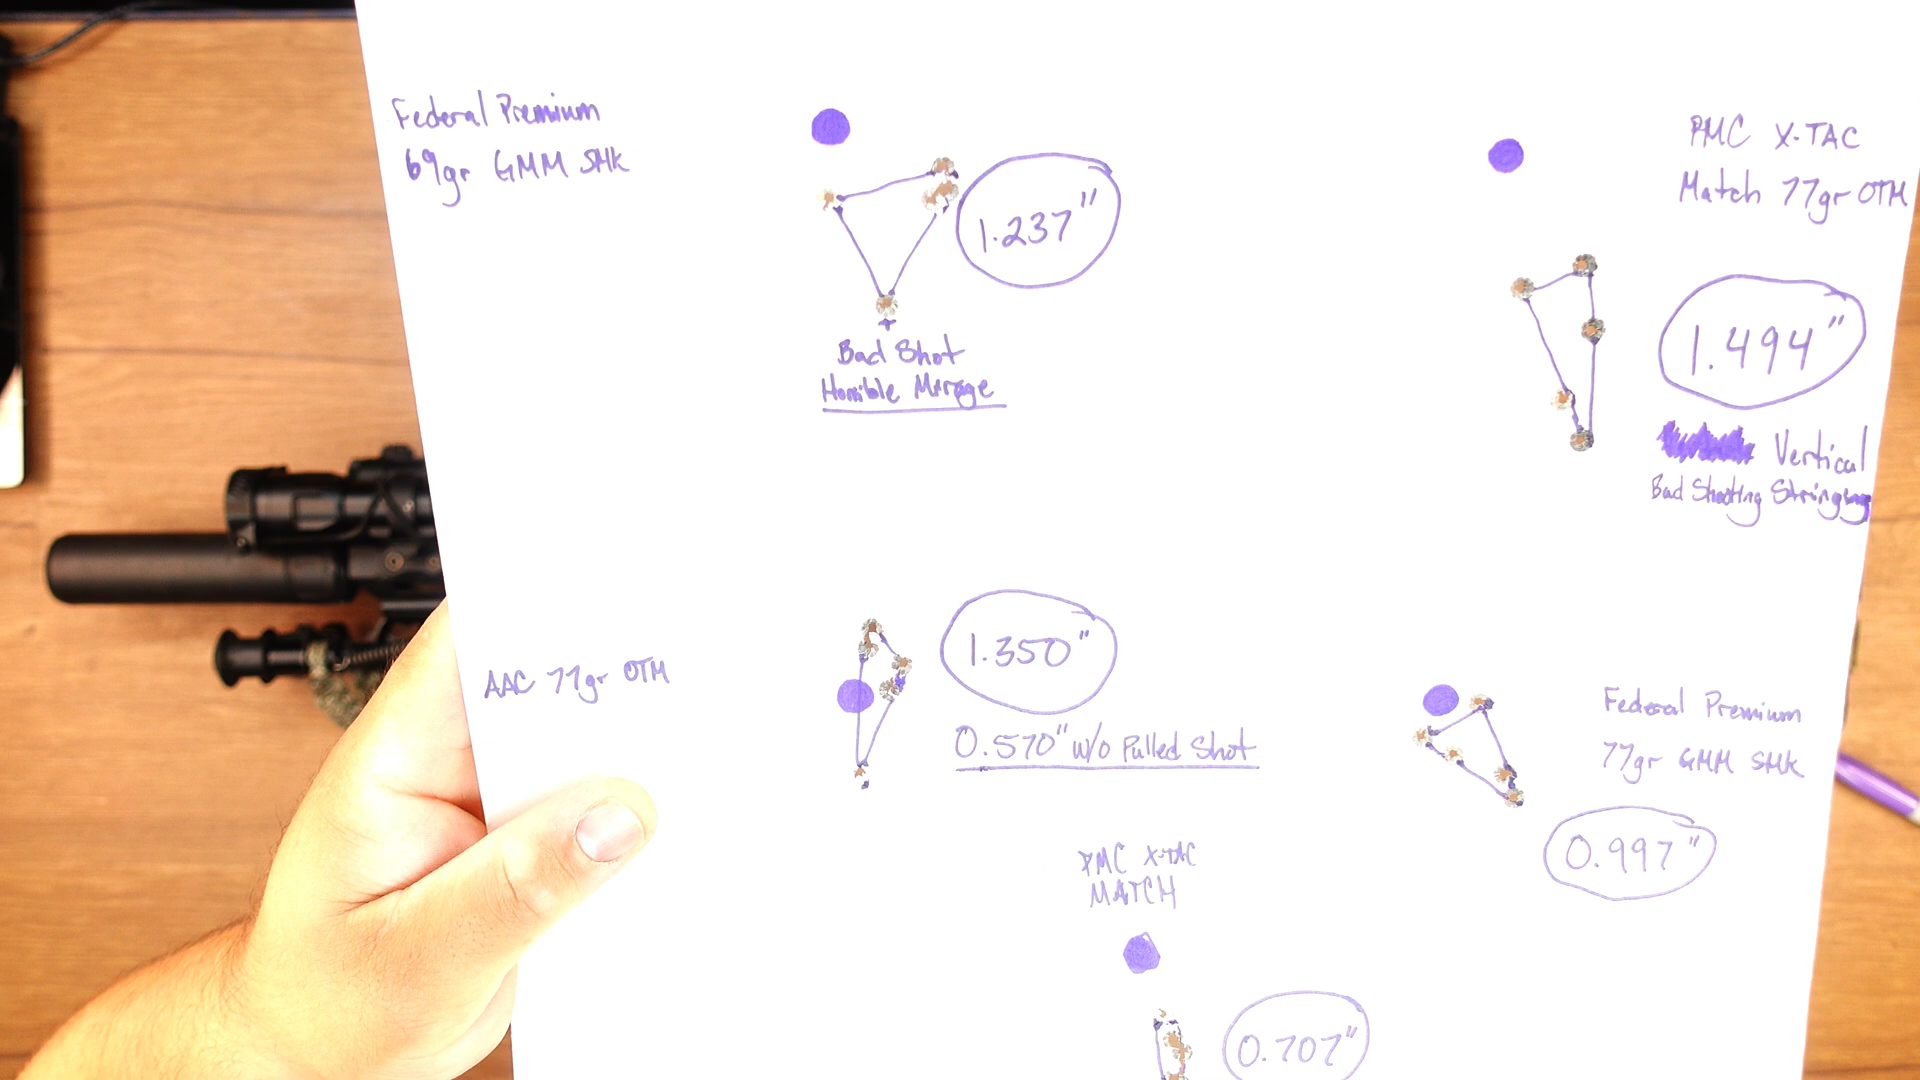 Federal Premium
69gr GMM SMK
1.237"
Bad Shot
Horrible Mirage
PMC X-TAC
Match 77gr OTM
1.494"
Vertical
Bad Shooting Stringing
AAC 77gr OTM
1.350"
0.570" w/o Pulled Shot
Federal Premium
77gr GMM SMK
0.997"
PMC X-TAC
MATCH
0.707"